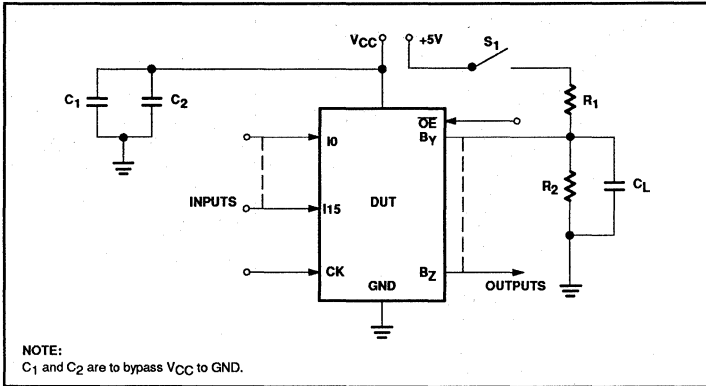 VCC +5V S1
C1 C2 R1
OE
I0 BY
R2 CL
INPUTS I15 DUT
CK BZ
GND OUTPUTS
NOTE:
C1 and C2 are to bypass VCC to GND.